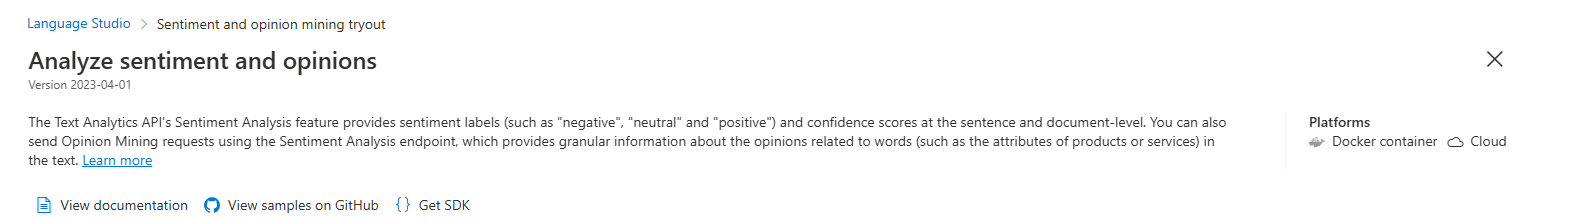 Language Studio > Sentiment and opinion mining tryout
Analyze sentiment and opinions
Version 2023-04-01
The Text Analytics API's Sentiment Analysis feature provides sentiment labels (such as "negative", "neutral" and "positive") and confidence scores at the sentence and document-level. You can also
send Opinion Mining requests using the Sentiment Analysis endpoint, which provides granular information about the opinions related to words (such as the attributes of products or services) in
the text. Learn more
Platforms
Docker container Cloud
View documentation View samples on GitHub {} Get SDK